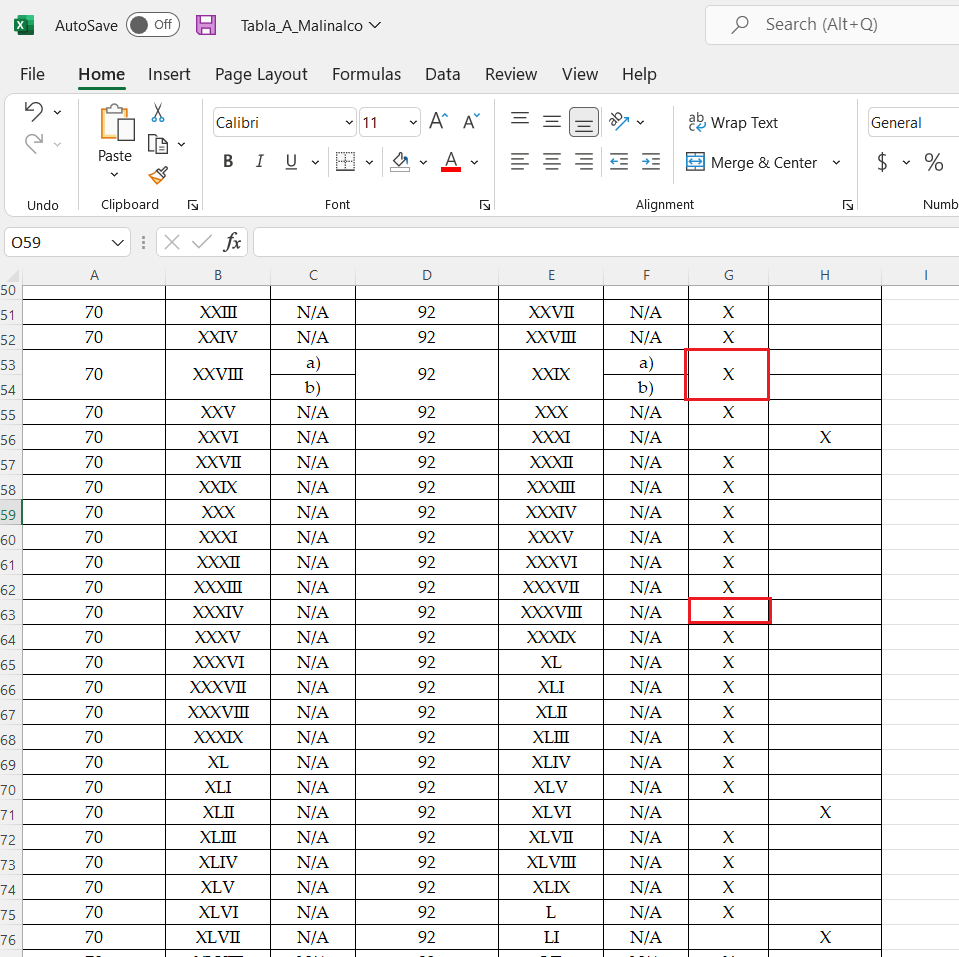 AutoSave Off Tabla_A_Malinalco Search (Alt+Q)
File Home Insert Page Layout Formulas Data Review View Help
Calibri 11 Wrap Text General
Paste B I U A Merge & Center $ %
Undo Clipboard Font Alignment Numb
O59 fx
A B C D E F G H I
50
51 70 XXIII N/A 92 XXVII N/A X
52 70 XXIV N/A 92 XXVIII N/A X
53 a) a)
70 XXVIII 92 XXIX X
54 b) b)
55 70 XXV N/A 92 XXX N/A X
56 70 XXVI N/A 92 XXXI N/A X
57 70 XXVII N/A 92 XXXII N/A X
58 70 XXIX N/A 92 XXXIII N/A X
59 70 XXX N/A 92 XXXIV N/A X
60 70 XXXI N/A 92 XXXV N/A X
61 70 XXXII N/A 92 XXXVI N/A X
62 70 XXXIII N/A 92 XXXVII N/A X
63 70 XXXIV N/A 92 XXXVIII N/A X
64 70 XXXV N/A 92 XXXIX N/A X
65 70 XXXVI N/A 92 XL N/A X
66 70 XXXVII N/A 92 XLI N/A X
67 70 XXXVIII N/A 92 XLII N/A X
68 70 XXXIX N/A 92 XLIII N/A X
69 70 XL N/A 92 XLIV N/A X
70 70 XLI N/A 92 XLV N/A X
71 70 XLII N/A 92 XLVI N/A X
72 70 XLIII N/A 92 XLVII N/A X
73 70 XLIV N/A 92 XLVIII N/A X
74 70 XLV N/A 92 XLIX N/A X
75 70 XLVI N/A 92 L N/A X
76 70 XLVII N/A 92 LI N/A X